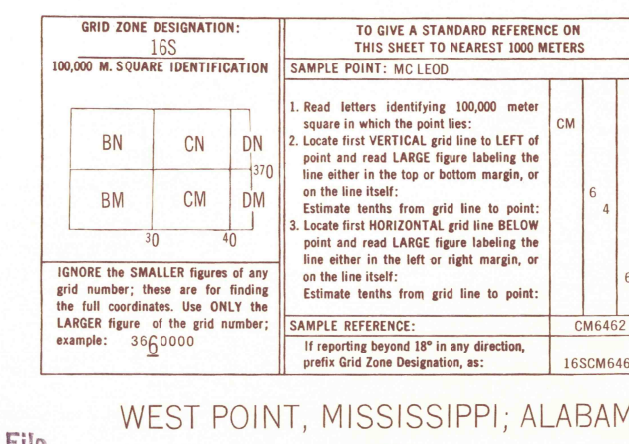 GRID ZONE DESIGNATION:
16S
100,000 M. SQUARE IDENTIFICATION
BN CN DN
370
BM CM DM
30 40
IGNORE the SMALLER figures of any
grid number; these are for finding
the full coordinates. Use ONLY the
LARGER figure of the grid number;
example: 3660000
TO GIVE A STANDARD REFERENCE ON
THIS SHEET TO NEAREST 1000 METERS
SAMPLE POINT: MC LEOD
1. Read letters identifying 100,000 meter
square in which the point lies:
CM
2. Locate first VERTICAL grid line to LEFT of
point and read LARGE figure labeling the
line either in the top or bottom margin, or
on the line itself:
6
Estimate tenths from grid line to point:
4
3. Locate first HORIZONTAL grid line BELOW
point and read LARGE figure labeling the
line either in the left or right margin, or
on the line itself:
6
Estimate tenths from grid line to point:
SAMPLE REFERENCE: CM6462
If reporting beyond 18° in any direction,
prefix Grid Zone Designation, as:
16SCM646
WEST POINT, MISSISSIPPI; ALABAM
File